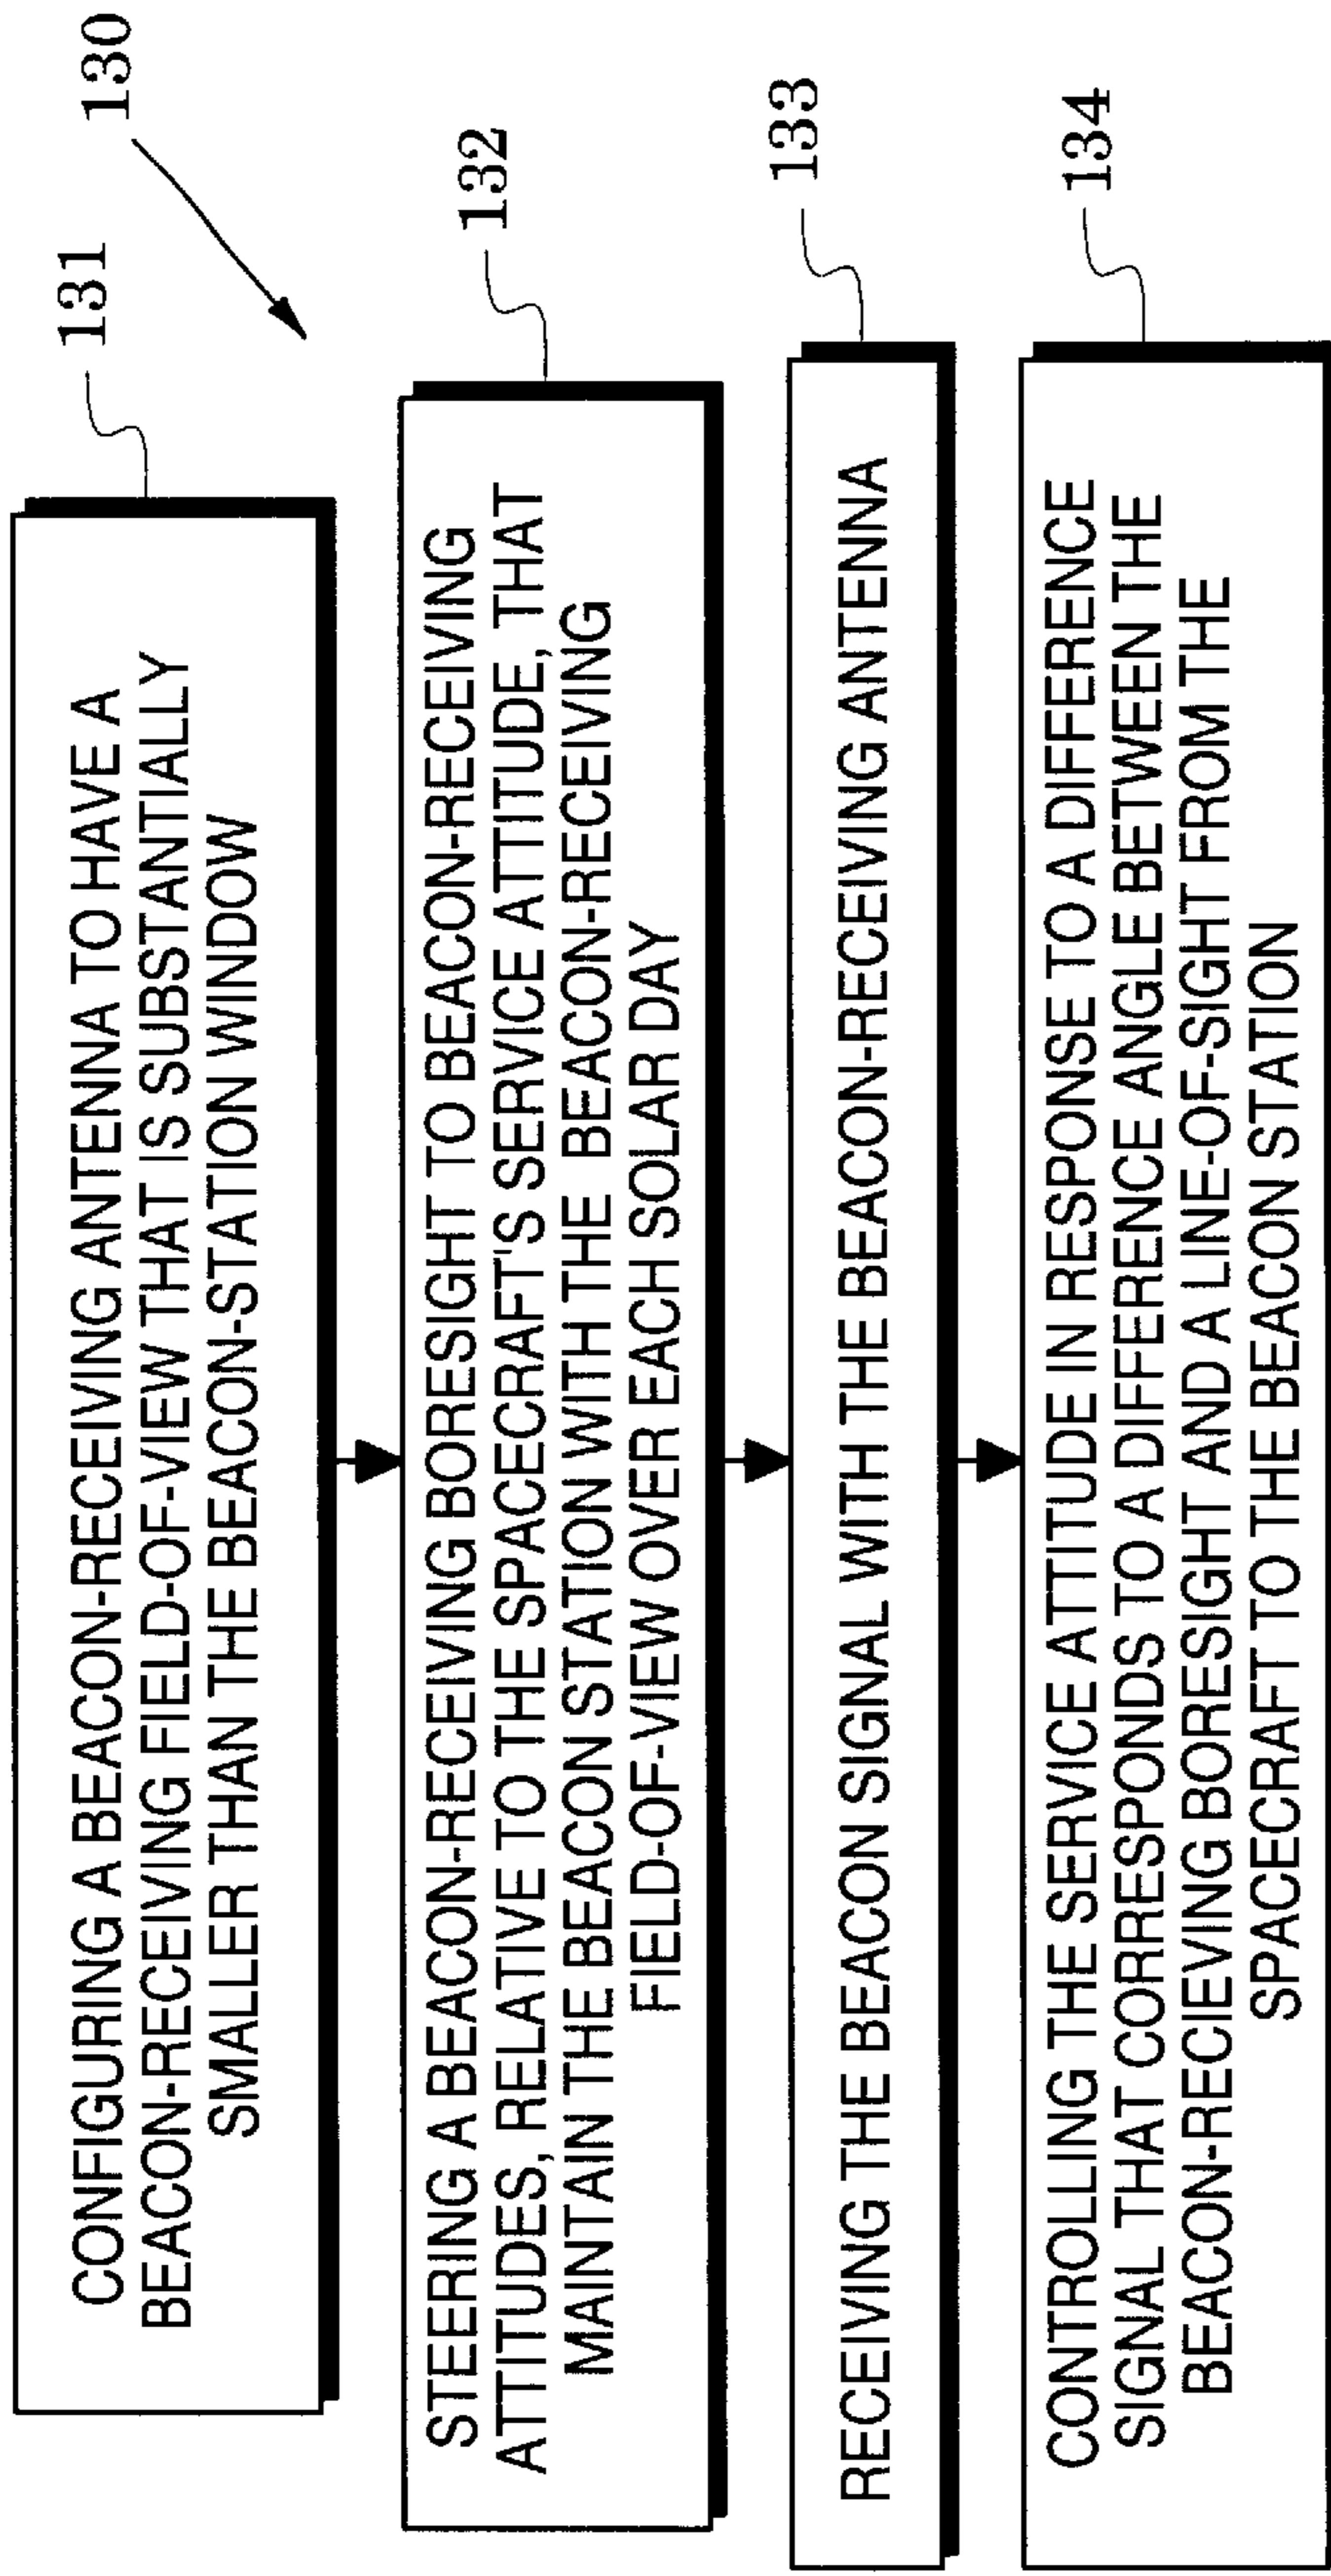 130
131
CONFIGURING A BEACON-RECEIVING ANTENNA TO HAVE A
BEACON-RECEIVING FIELD-OF-VIEW THAT IS SUBSTANTIALLY
SMALLER THAN THE BEACON-STATION WINDOW
132
STEERING A BEACON-RECEIVING BORESIGHT TO BEACON-RECEIVING
ATTITUDES, RELATIVE TO THE SPACECRAFT'S SERVICE ATTITUDE, THAT
MAINTAIN THE BEACON STATION WITH THE BEACON-RECEIVING
FIELD-OF-VIEW OVER EACH SOLAR DAY
133
RECEIVING THE BEACON SIGNAL WITH THE BEACON-RECEIVING ANTENNA
134
CONTROLLING THE SERVICE ATTITUDE IN RESPONSE TO A DIFFERENCE
SIGNAL THAT CORRESPONDS TO A DIFFERENCE ANGLE BETWEEN THE
BEACON-RECIEVING BORESIGHT AND A LINE-OF-SIGHT FROM THE
SPACECRAFT TO THE BEACON STATION